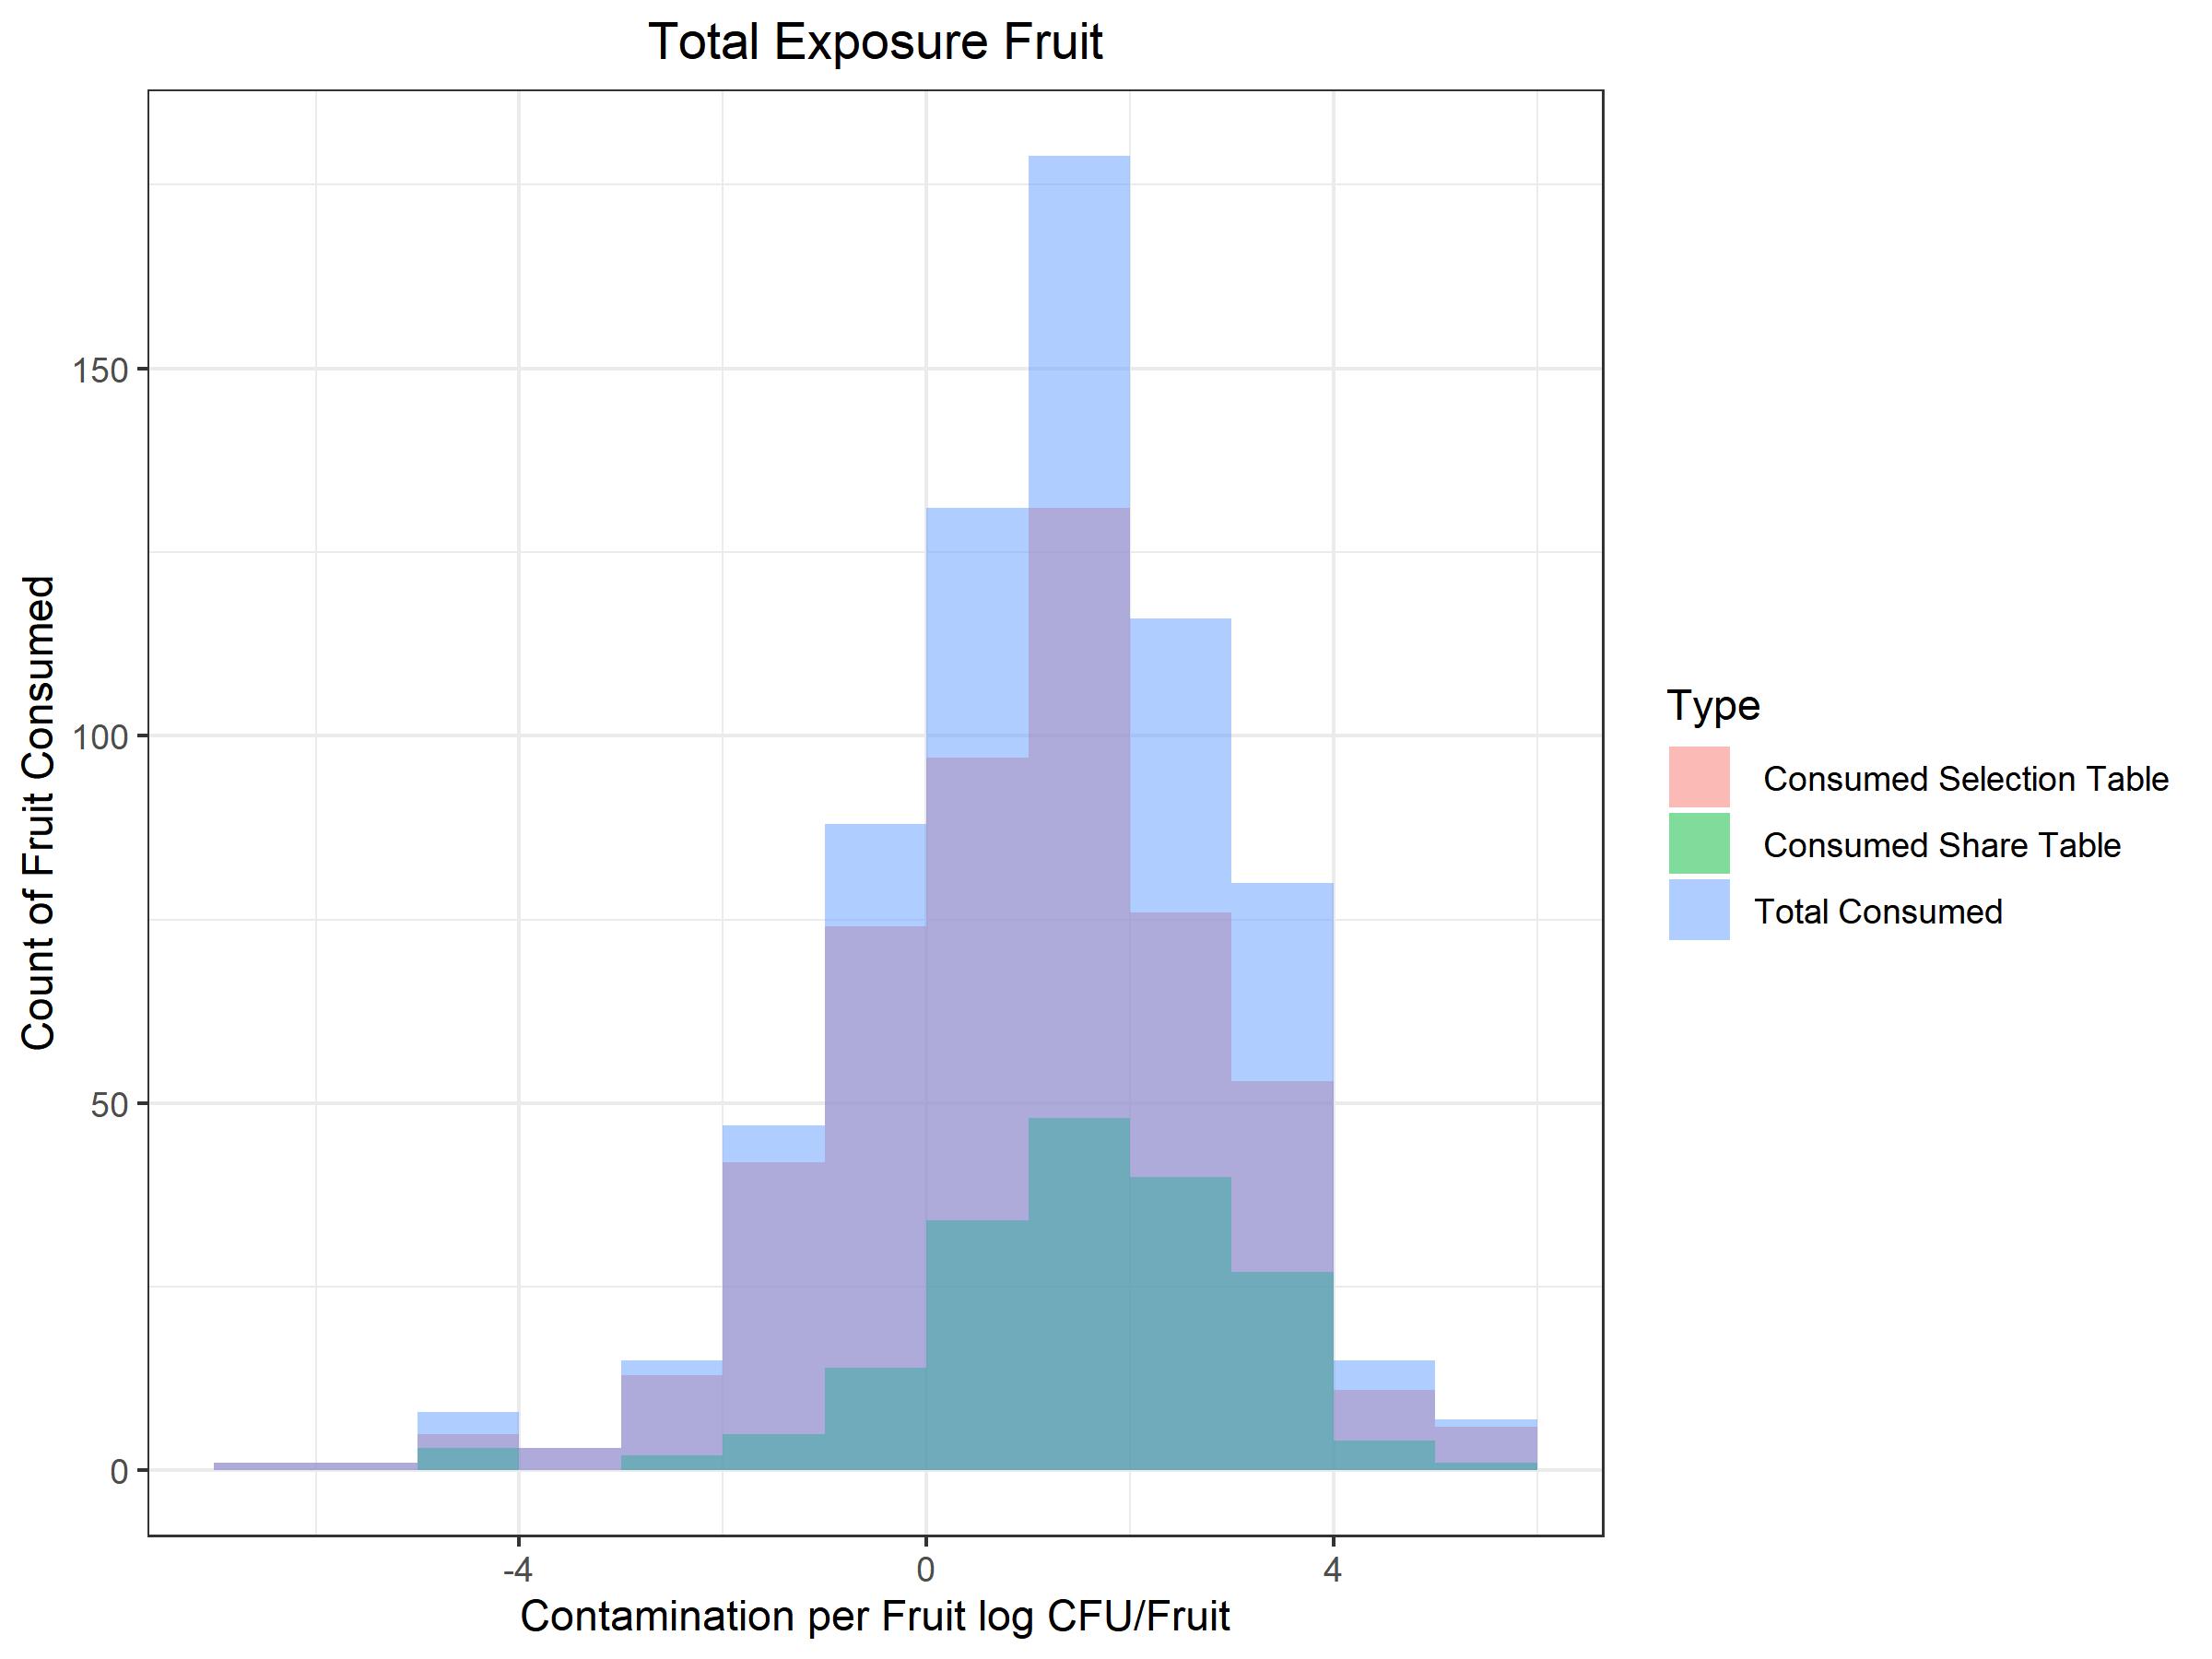 Total Exposure Fruit
Count of Fruit Consumed
150
100
50
0
-4
0
4
Contamination per Fruit log CFU/Fruit
Type
Consumed Selection Table
Consumed Share Table
Total Consumed